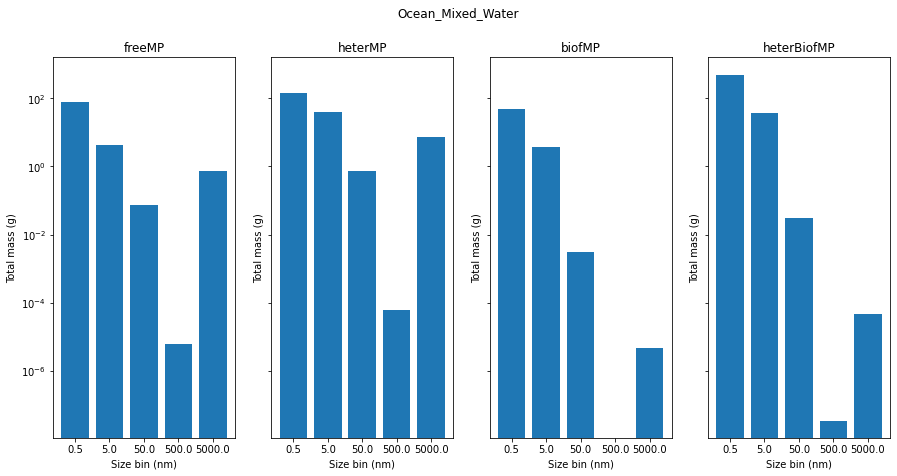 Ocean_Mixed_Water
freeMP
heterMP
biofMP
heterBiofMP
Total mass (g)
10²
10⁰
10⁻²
10⁻⁴
10⁻⁶
0.5 5.0 50.0 500.0 5000.0
Size bin (nm)
Total mass (g)
0.5 5.0 50.0 500.0 5000.0
Size bin (nm)
Total mass (g)
0.5 5.0 50.0 500.0 5000.0
Size bin (nm)
Total mass (g)
0.5 5.0 50.0 500.0 5000.0
Size bin (nm)